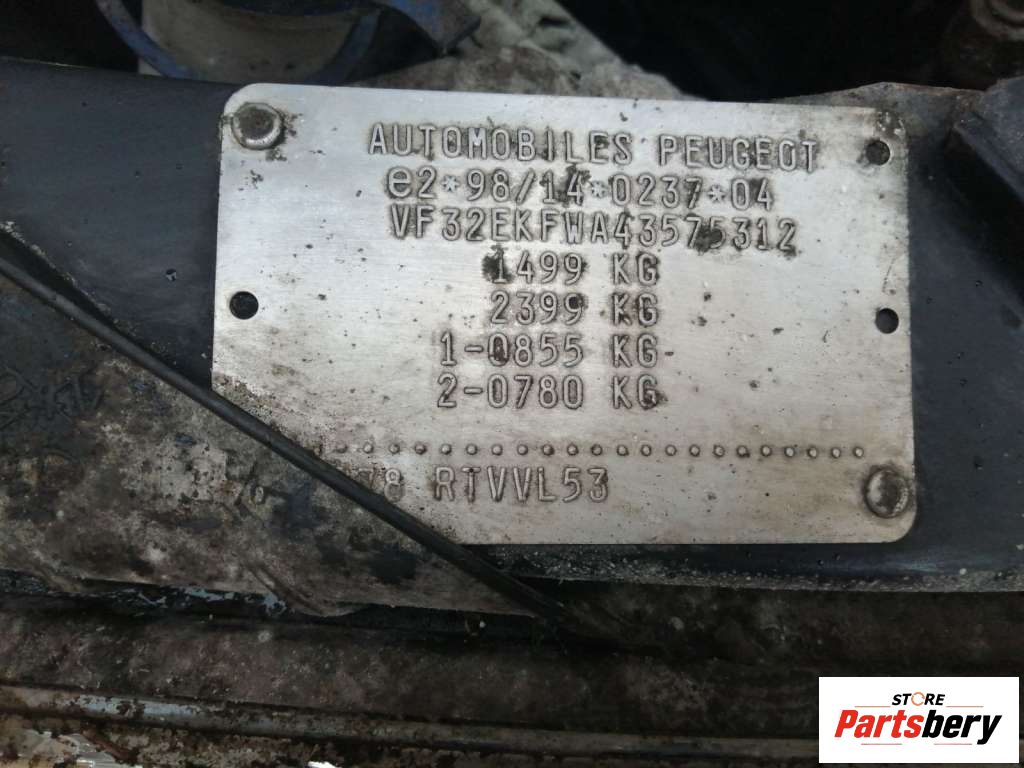 AUTOMOBILES PEUGEOT
e2*98/14*0237*04
VF32EKFWA43575312
1499 KG
2399 KG
1-0855 KG
2-0780 KG
78 RTVVL53
STORE
Partsbery